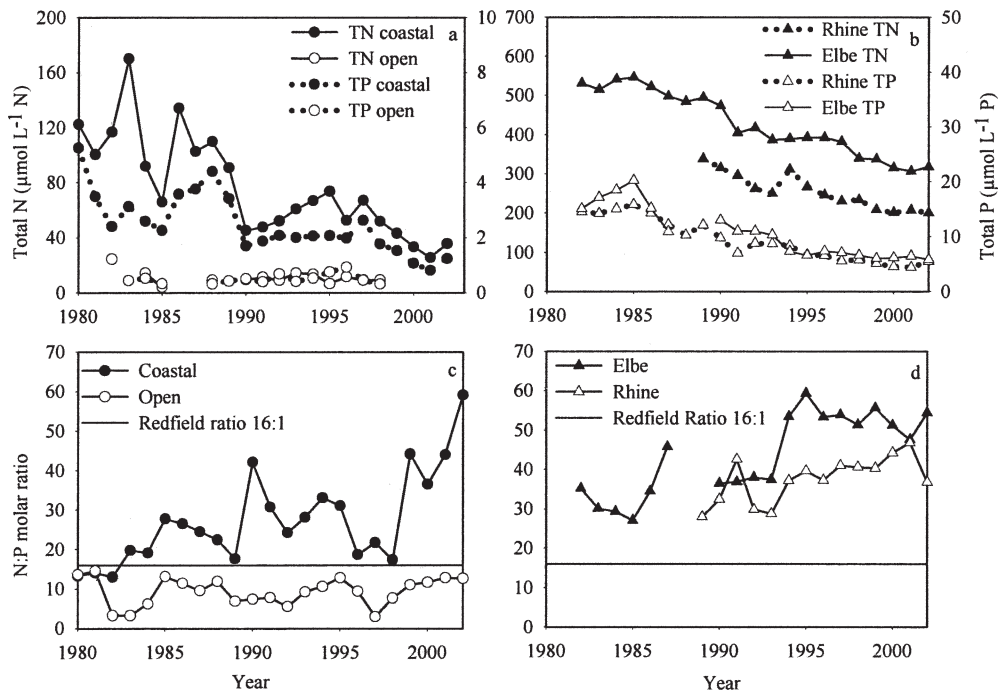 200
160
120
80
40
0
Total N (µmol L-1 N)
10
8
6
4
2
0
TN coastal
TN open
TP coastal
TP open
a
1980
1985
1990
1995
2000
700
600
500
400
300
200
100
0
50
40
30
20
10
0
Total P (µmol L-1 P)
Rhine TN
Elbe TN
Rhine TP
Elbe TP
b
1980
1985
1990
1995
2000
70
60
50
40
30
20
10
0
N:P molar ratio
Coastal
Open
Redfield ratio 16:1
c
1980
1985
1990
1995
2000
Year
70
60
50
40
30
20
10
0
Elbe
Rhine
Redfield Ratio 16:1
d
1980
1985
1990
1995
2000
Year